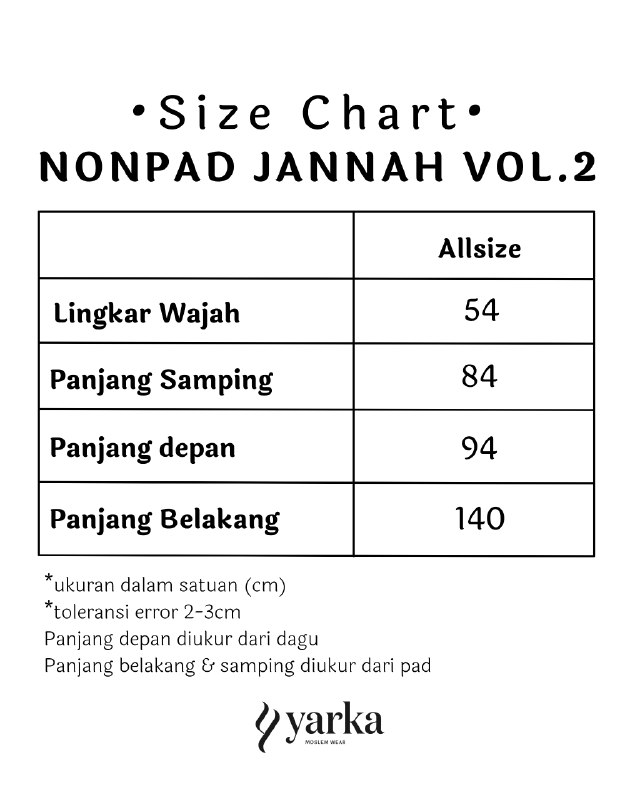 •Size Chart•
NONPAD JANNAH VOL.2
Allsize
Lingkar Wajah 54
Panjang Samping 84
Panjang depan 94
Panjang Belakang 140
*ukuran dalam satuan (cm)
*toleransi error 2-3cm
Panjang depan diukur dari dagu
Panjang belakang & samping diukur dari pad
yarka
MOSLEM WEAR